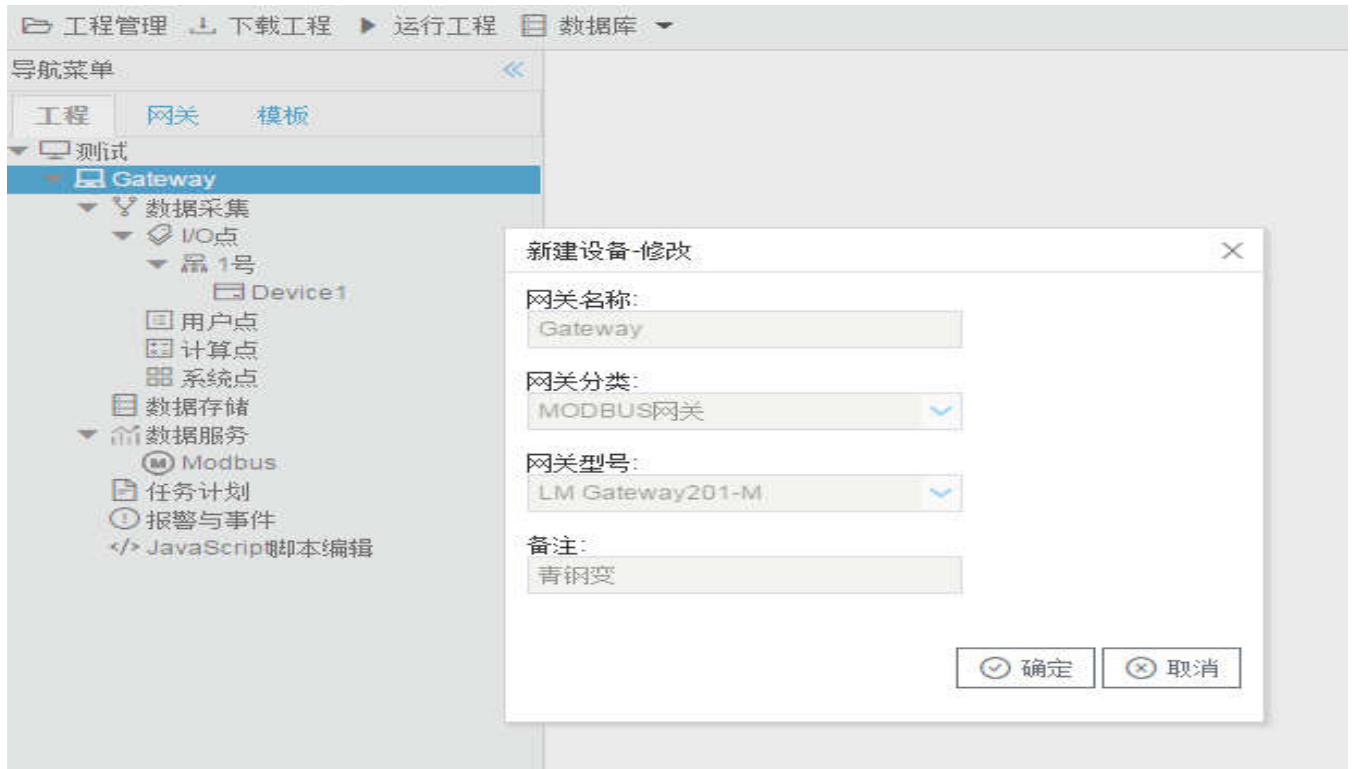 工程管理 下载工程 运行工程 数据库
导航菜单
工程 网关 模板
测试
Gateway
数据采集
I/O点
1号
Device1
用户点
计算点
系统点
数据存储
数据服务
Modbus
任务计划
报警与事件
</> JavaScript脚本编辑
新建设备-修改
网关名称:
Gateway
网关分类:
MODBUS网关
网关型号:
LM Gateway201-M
备注:
青钢变
确定 取消